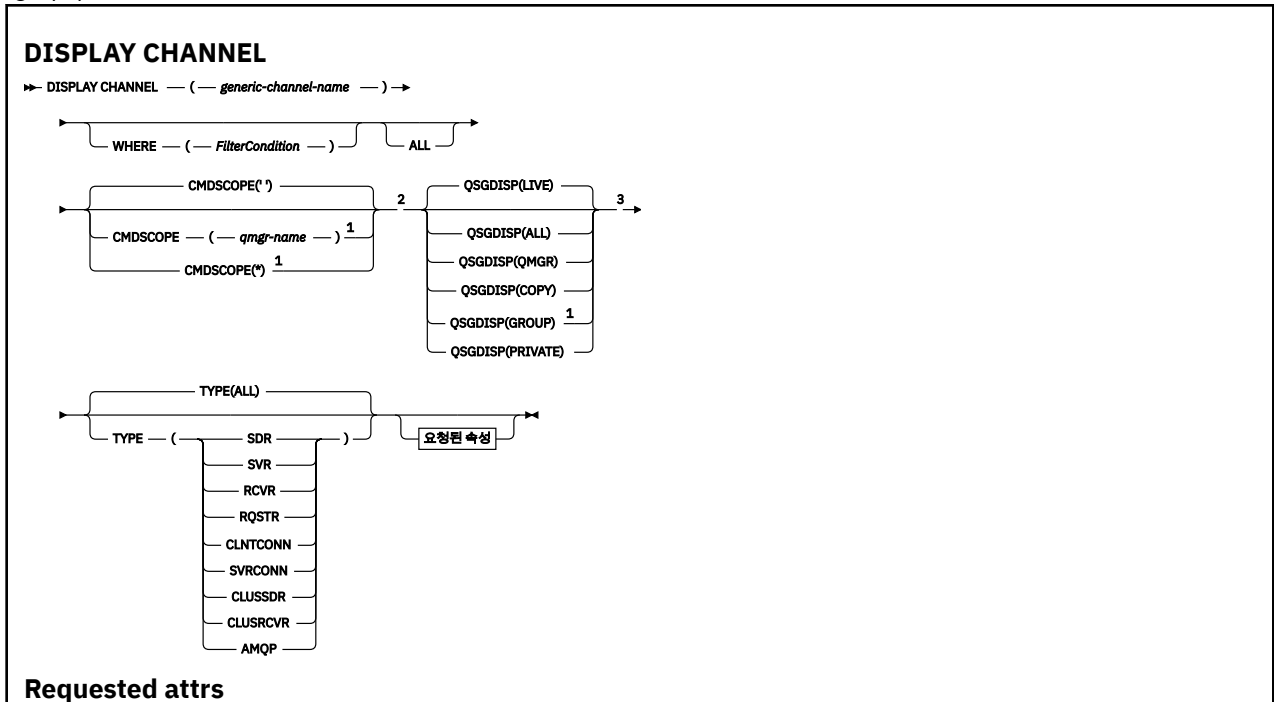 DISPLAY CHANNEL
DISPLAY CHANNEL ( generic-channel-name )
WHERE ( FilterCondition ) ALL
CMDSCOPE(' ')
CMDSCOPE ( qmgr-name ) 1
CMDSCOPE(*) 1
2
QSGDISP(LIVE)
QSGDISP(ALL)
QSGDISP(QMGR)
QSGDISP(COPY)
QSGDISP(GROUP) 1
QSGDISP(PRIVATE)
3
TYPE(ALL)
TYPE ( SDR )
SVR
RCVR
RQSTR
CLNTCONN
SVRCONN
CLUSSDR
CLUSRCVR
AMQP
요청된 속성
Requested attrs